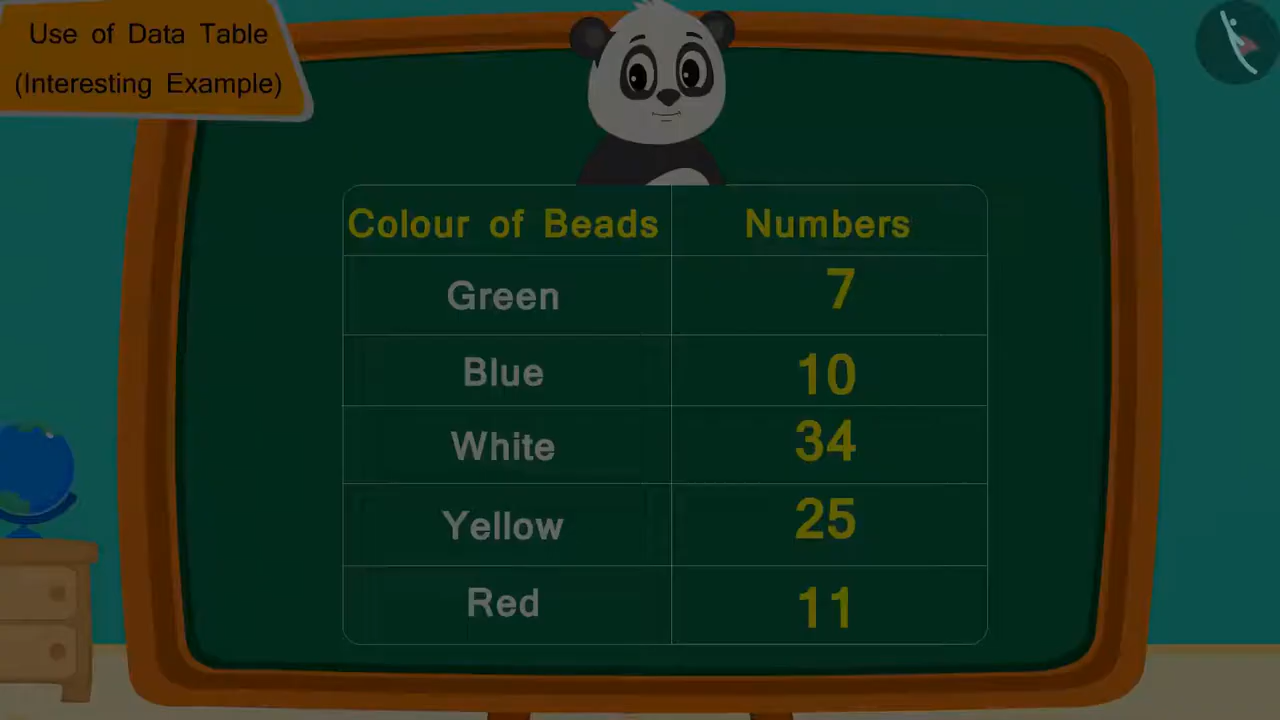 Use of Data Table
(Interesting Example)
Colour of Beads Numbers
Green 7
Blue 10
White 34
Yellow 25
Red 11